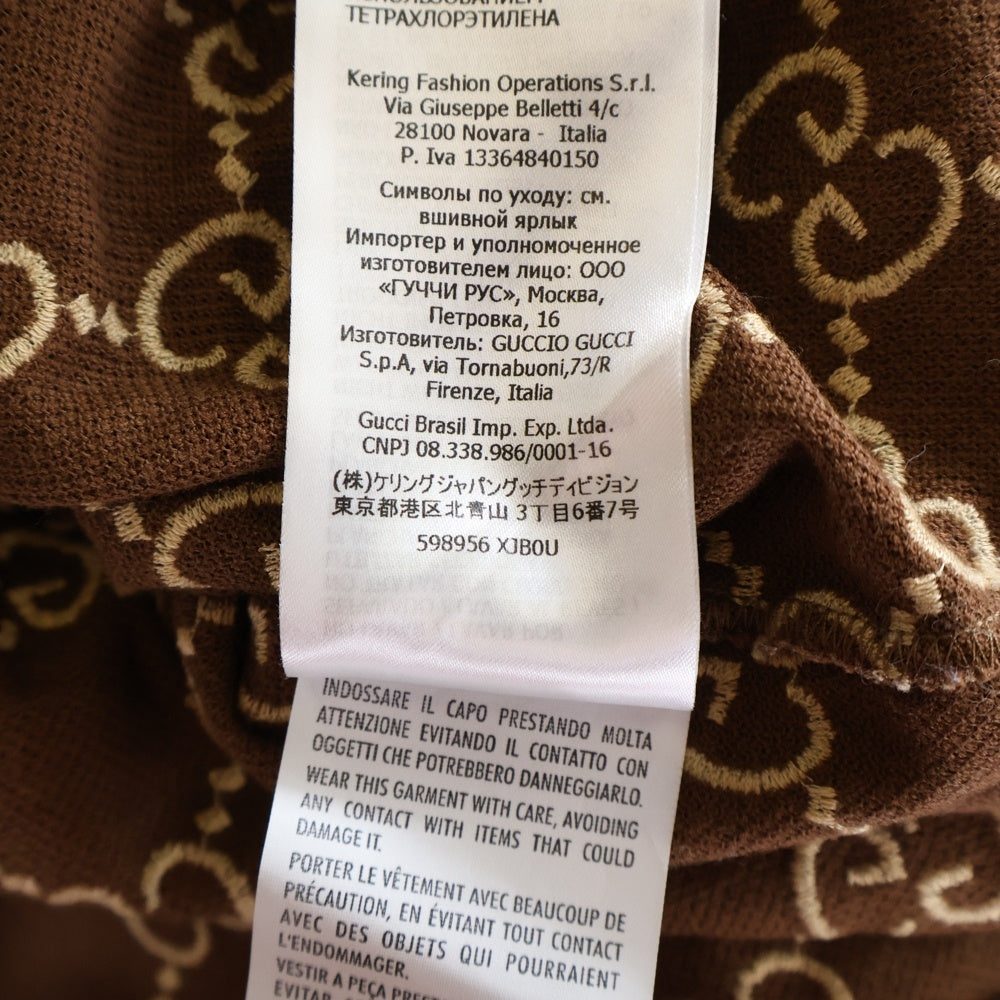 ТЕТРАХЛОРЭТИЛЕНА
Kering Fashion Operations S.r.l.
Via Giuseppe Belletti 4/c
28100 Novara - Italia
P. Iva 13364840150
Символы по уходу: см.
вшивной ярлык
Импортер и уполномоченное
изготовителем лицо: ООО
«ГУЧЧИ РУС», Москва,
Петровка, 16
Изготовитель: GUCCIO GUCCI
S.p.A, via Tornabuoni,73/R
Firenze, Italia
Gucci Brasil Imp. Exp. Ltda.
CNPJ 08.338.986/0001-16
(株)ケリングジャパングッチディビジョン
東京都港区北青山 3丁目6番7号
598956 XJB0U
INDOSSARE IL CAPO PRESTANDO MOLTA
ATTENZIONE EVITANDO IL CONTATTO CON
OGGETTI CHE POTREBBERO DANNEGGIARLO.
WEAR THIS GARMENT WITH CARE, AVOIDING
ANY CONTACT WITH ITEMS THAT COULD
DAMAGE IT.
PORTER LE VÊTEMENT AVEC BEAUCOUP DE
PRÉCAUTION, EN ÉVITANT TOUT CONTACT
AVEC DES OBJETS QUI POURRAIENT
L'ENDOMMAGER.
VESTIR A PEÇA
EVITAR